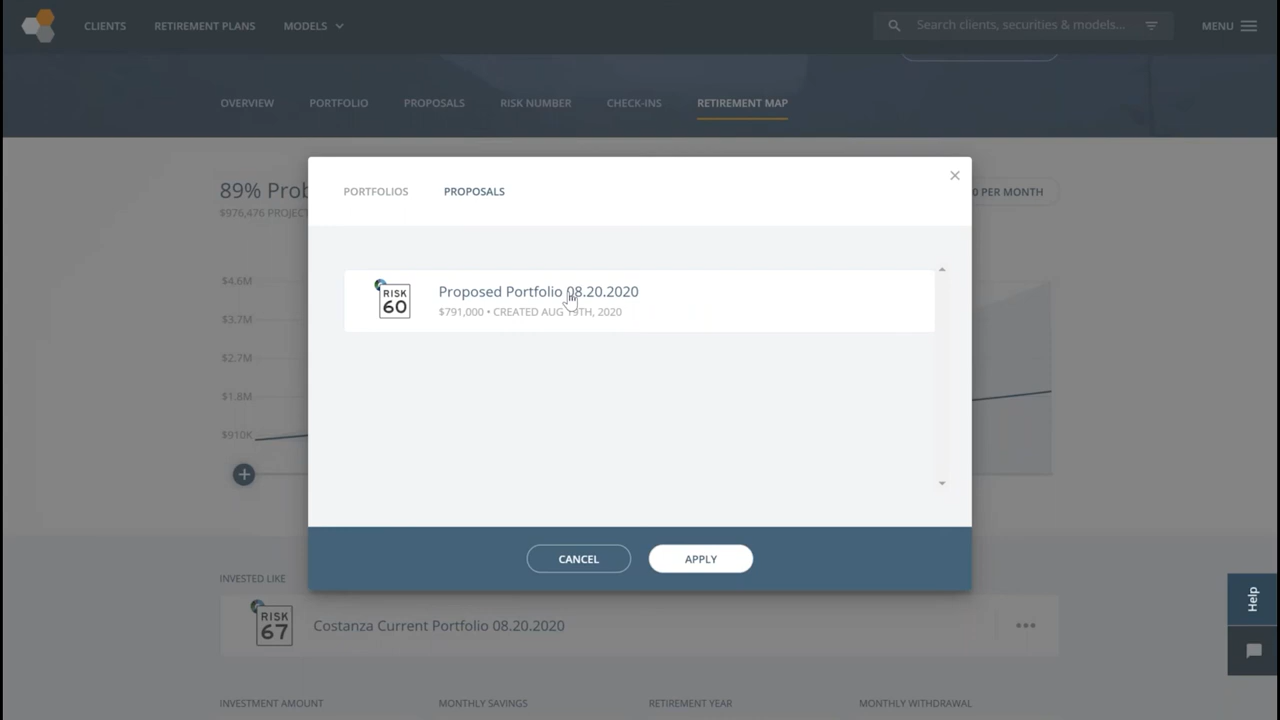 CLIENTS
RETIREMENT PLANS
MODELS
Search clients, securities & models...
MENU
OVERVIEW
PORTFOLIO
PROPOSALS
RISK NUMBER
CHECK-INS
RETIREMENT MAP
89% Prob
$976,476 PROJECT
0 PER MONTH
PORTFOLIOS
PROPOSALS
RISK
60
Proposed Portfolio 08.20.2020
$791,000 • CREATED AUG 19TH, 2020
$4.6M
$3.7M
$2.7M
$1.8M
$910K
CANCEL
APPLY
INVESTED LIKE
RISK
67
Costanza Current Portfolio 08.20.2020
Help
INVESTMENT AMOUNT
MONTHLY SAVINGS
RETIREMENT YEAR
MONTHLY WITHDRAWAL